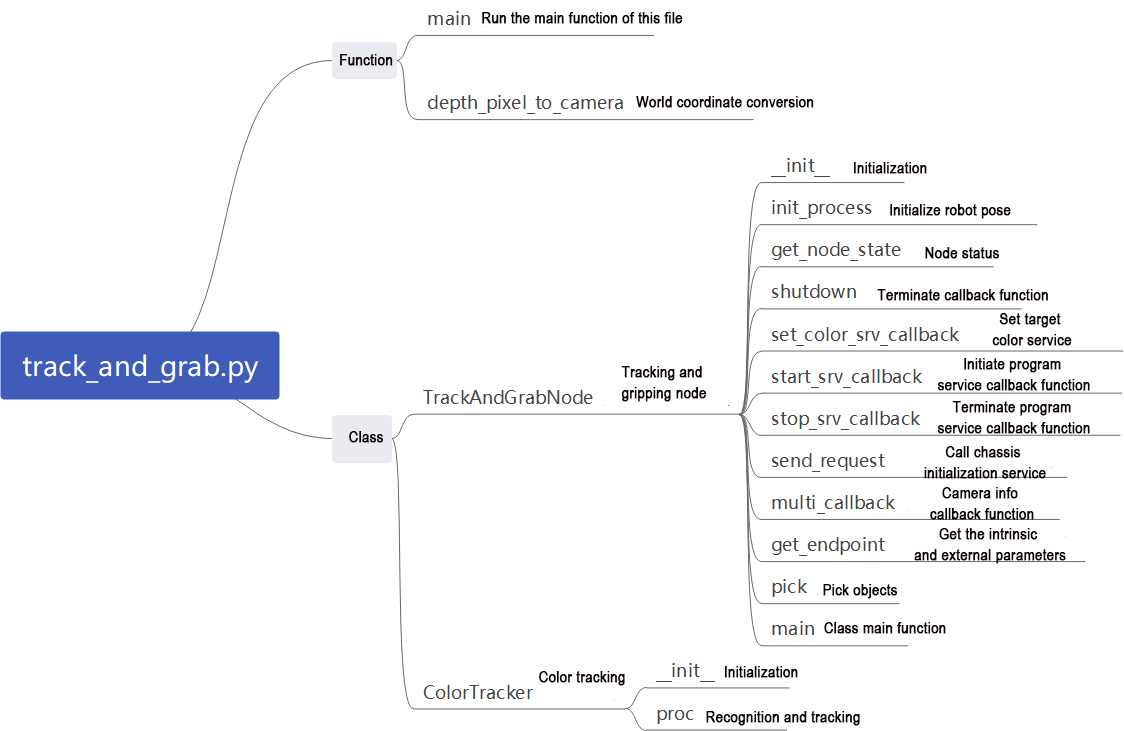 main Run the main function of this file
Function
depth_pixel_to_camera World coordinate conversion
__init__ Initialization
init_process Initialize robot pose
get_node_state Node status
shutdown Terminate callback function
set_color_srv_callback Set target
color service
start_srv_callback Initiate program
service callback function
track_and_grab.py
TrackAndGrabNode Tracking and
gripping node
stop_srv_callback Terminate program
service callback function
Class
send_request Call chassis
initialization service
multi_callback Camera info
callback function
get_endpoint Get the intrinsic
and external parameters
pick Pick objects
main Class main function
ColorTracker Color tracking
__init__ Initialization
proc Recognition and tracking